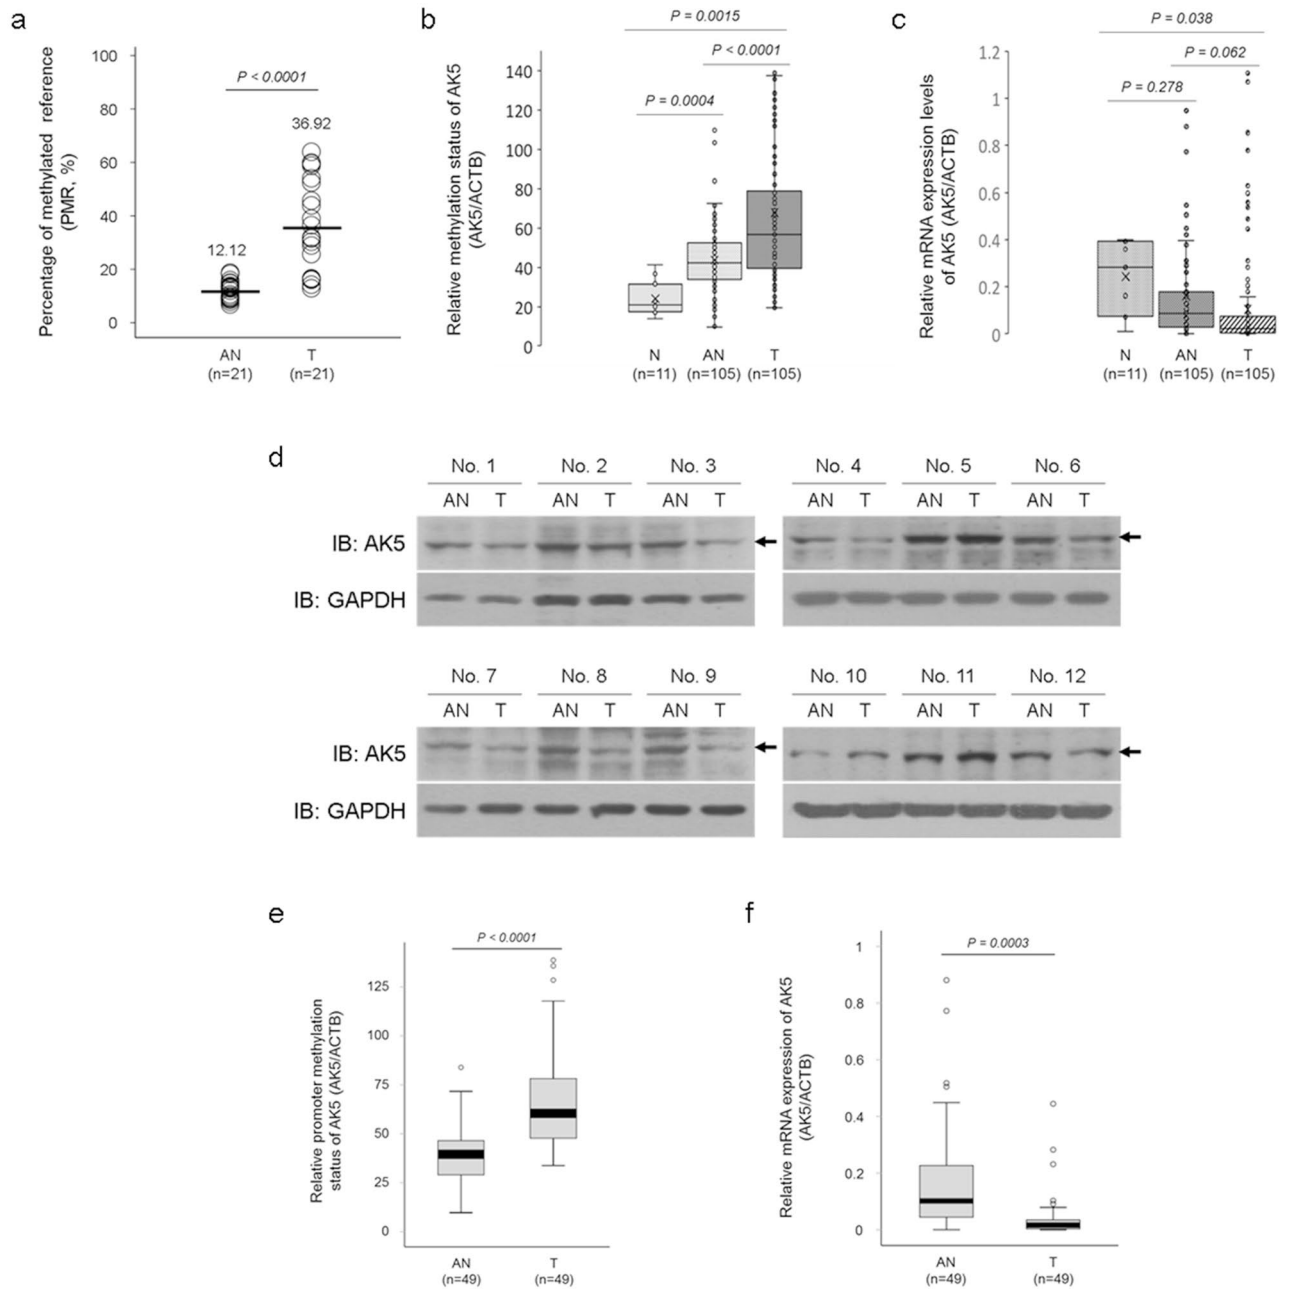 a
Percentage of methylated reference
(PMR, %)
100
80
60
40
20
0
P < 0.0001
36.92
12.12
AN
T
(n=21)
(n=21)
b
Relative methylation status of AK5
(AK5/ACTB)
140
120
100
80
60
40
20
0
P = 0.0015
P < 0.0001
P = 0.0004
N
AN
T
(n=11)
(n=105)
(n=105)
c
Relative mRNA expression levels
of AK5 (AK5/ACTB)
1.2
1
0.8
0.6
0.4
0.2
0
P = 0.038
P = 0.062
P = 0.278
N
AN
T
(n=11)
(n=105)
(n=105)
d
No. 1 No. 2 No. 3 No. 4 No. 5 No. 6
AN T AN T AN T AN T AN T AN T
IB: AK5
IB: GAPDH
No. 7 No. 8 No. 9 No. 10 No. 11 No. 12
AN T AN T AN T AN T AN T AN T
IB: AK5
IB: GAPDH
e
Relative promoter methylation
status of AK5 (AK5/ACTB)
125
100
75
50
25
0
P < 0.0001
AN
T
(n=49)
(n=49)
f
Relative mRNA expression of AK5
(AK5/ACTB)
1
0.8
0.6
0.4
0.2
0
P = 0.0003
AN
T
(n=49)
(n=49)